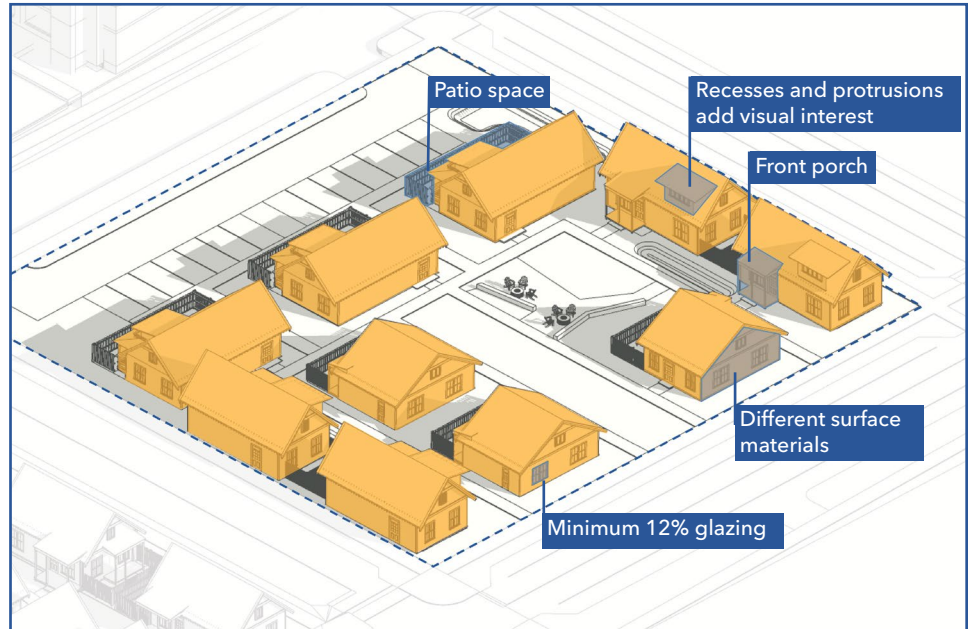 Patio space
Recesses and protrusions
add visual interest
Front porch
Different surface
materials
Minimum 12% glazing